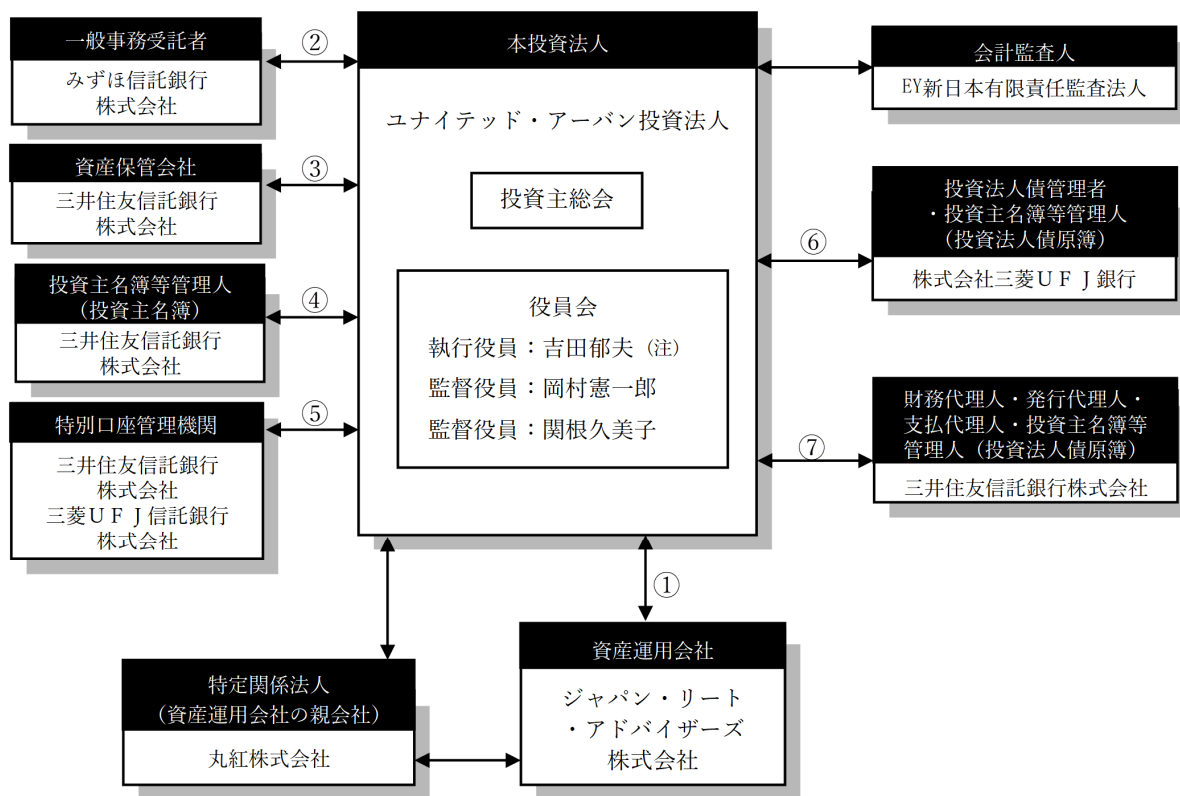 一般事務受託者
みずほ信託銀行
株式会社
②
資産保管会社
三井住友信託銀行
株式会社
③
投資主名簿等管理人
(投資主名簿)
三井住友信託銀行
株式会社
④
特別口座管理機関
三井住友信託銀行
株式会社
三菱ＵＦＪ信託銀行
株式会社
⑤
本投資法人
ユナイテッド・アーバン投資法人
投資主総会
役員会
執行役員：吉田郁夫（注）
監督役員：岡村憲一郎
監督役員：関根久美子
会計監査人
EY新日本有限責任監査法人
⑥
投資法人債管理者
・投資主名簿等管理人
（投資法人債原簿）
株式会社三菱ＵＦＪ銀行
⑦
財務代理人・発行代理人・
支払代理人・投資主名簿等
管理人（投資法人債原簿）
三井住友信託銀行株式会社
①
特定関係法人
（資産運用会社の親会社）
丸紅株式会社
資産運用会社
ジャパン・リート
・アドバイザーズ
株式会社